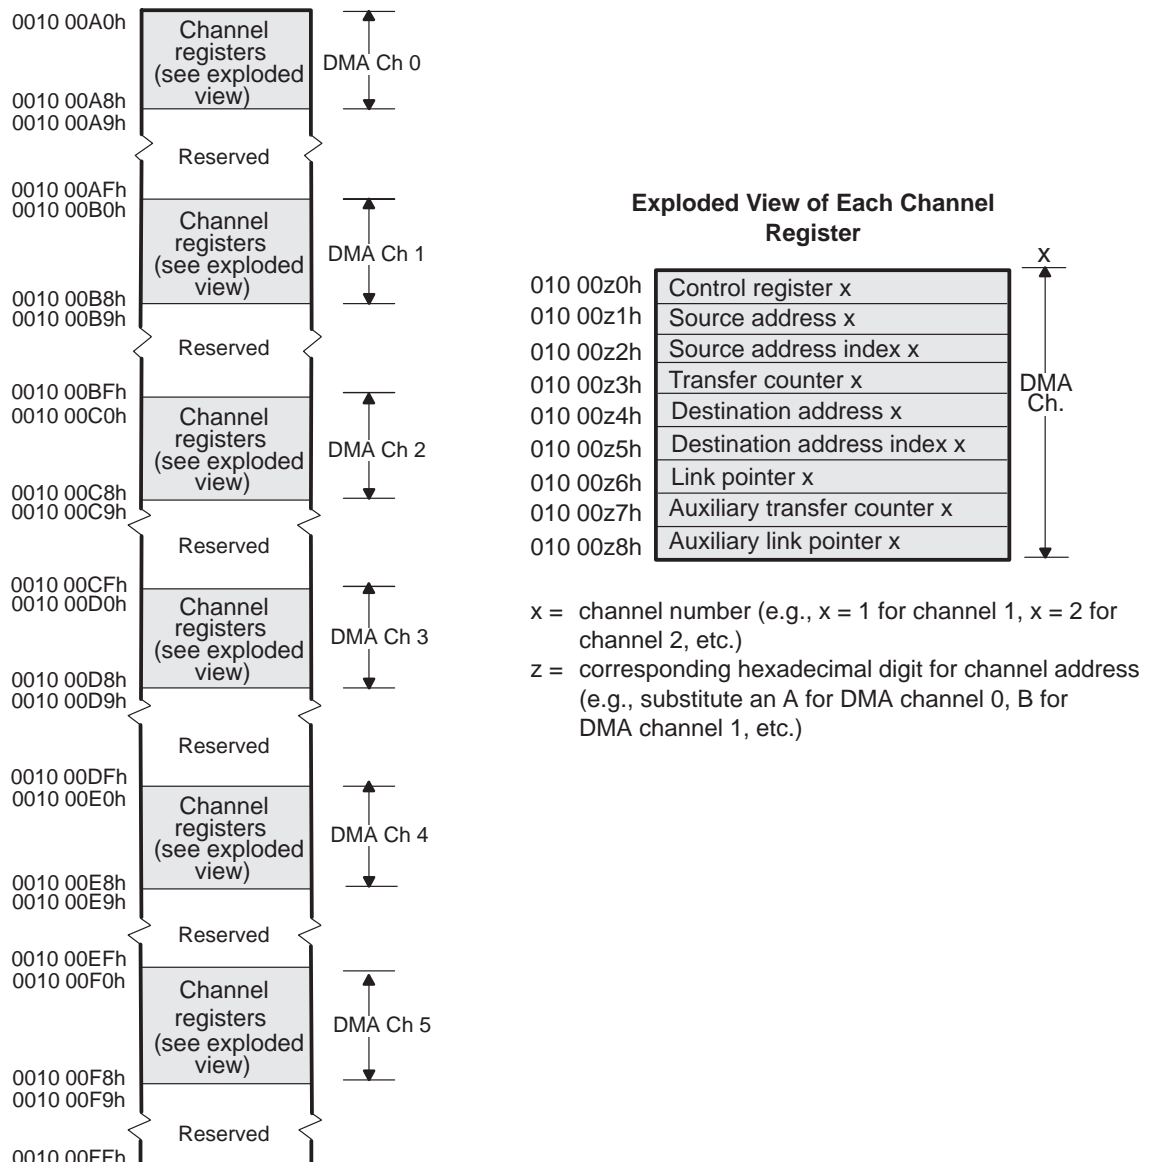 0010 00A0h
Channel
registers
(see exploded
view)
DMA Ch 0
0010 00A8h
0010 00A9h
Reserved
0010 00AFh
0010 00B0h
Channel
registers
(see exploded
view)
DMA Ch 1
0010 00B8h
0010 00B9h
Reserved
0010 00BFh
0010 00C0h
Channel
registers
(see exploded
view)
DMA Ch 2
0010 00C8h
0010 00C9h
Reserved
0010 00CFh
0010 00D0h
Channel
registers
(see exploded
view)
DMA Ch 3
0010 00D8h
0010 00D9h
Reserved
0010 00DFh
0010 00E0h
Channel
registers
(see exploded
view)
DMA Ch 4
0010 00E8h
0010 00E9h
Reserved
0010 00EFh
0010 00F0h
Channel
registers
(see exploded
view)
DMA Ch 5
0010 00F8h
0010 00F9h
Reserved
0010 00FFh
Exploded View of Each Channel
Register
x
010 00z0h Control register x
010 00z1h Source address x
010 00z2h Source address index x
010 00z3h Transfer counter x
010 00z4h Destination address x
010 00z5h Destination address index x
010 00z6h Link pointer x
010 00z7h Auxiliary transfer counter x
010 00z8h Auxiliary link pointer x
DMA
Ch.
x = channel number (e.g., x = 1 for channel 1, x = 2 for
channel 2, etc.)
z = corresponding hexadecimal digit for channel address
(e.g., substitute an A for DMA channel 0, B for
DMA channel 1, etc.)